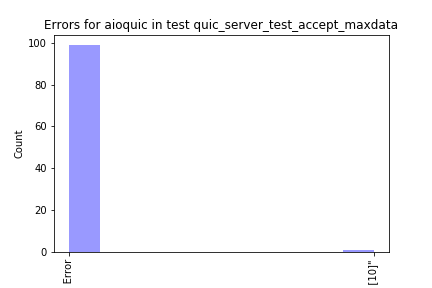 Errors for aioquic in test quic_server_test_accept_maxdata
100
80
60
40
20
0
Count
Error
[10]"